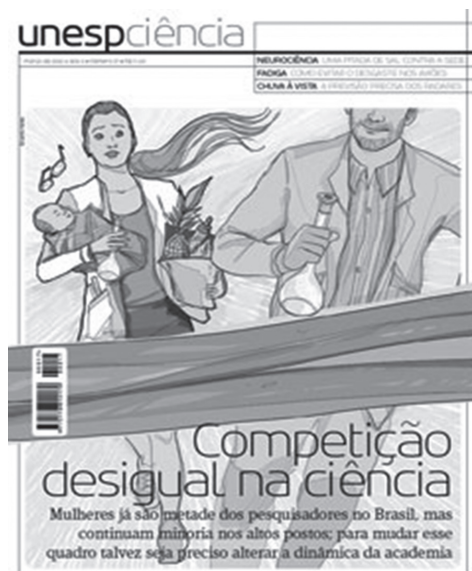 unespciência
NEUROCIÊNCIA UMA PITADA DE SAL CONTRA A SEDE
FADIGA COMO EVITAR O DESGASTE NOS AVIÕES
CHUVA À VISTA A PREVISÃO PRECISA DOS RADARES
Competição
desigual na ciência
Mulheres já são metade dos pesquisadores no Brasil, mas
continuam minoria nos altos postos; para mudar esse
quadro talvez seja preciso alterar a dinâmica da academia